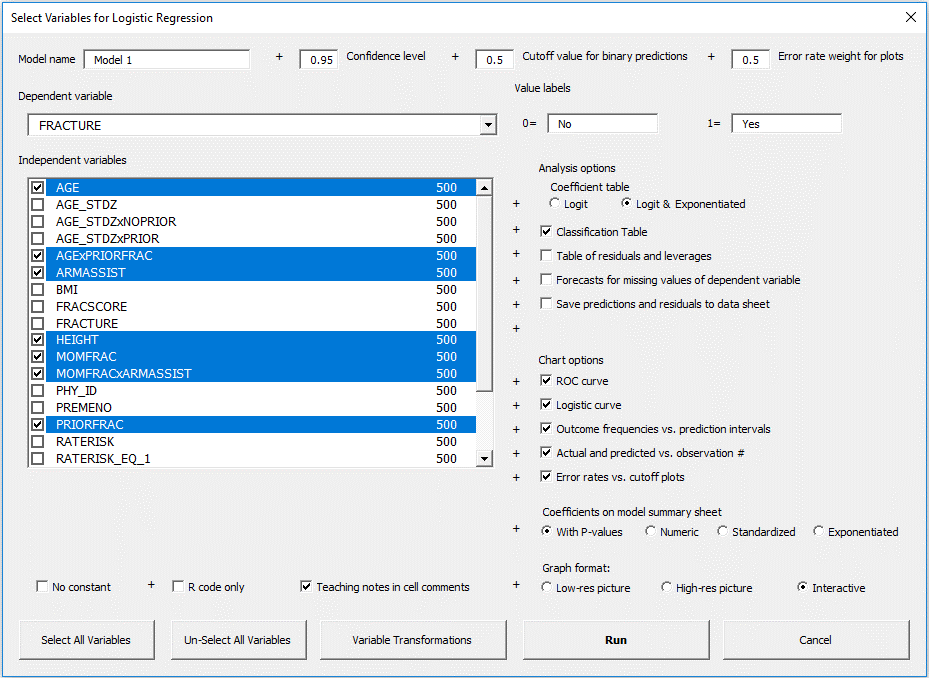 Select Variables for Logistic Regression
Model name Model 1 + 0.95 Confidence level + 0.5 Cutoff value for binary predictions + 0.5 Error rate weight for plots
Dependent variable
FRACTURE
Value labels
0= No 1= Yes
Independent variables
AGE 500
AGE_STDZ 500
AGE_STDZxNOPRIOR 500
AGE_STDZxPRIOR 500
AGExPRIORFRAC 500
ARMASSIST 500
BMI 500
FRACSCORE 500
FRACTURE 500
HEIGHT 500
MOMFRAC 500
MOMFRACxARMASSIST 500
PHY_ID 500
PREMENO 500
PRIORFRAC 500
RATERISK 500
RATERISK_EQ_1 500
Analysis options
Coefficient table
+ Logit Logit & Exponentiated
+ Classification Table
+ Table of residuals and leverages
+ Forecasts for missing values of dependent variable
+ Save predictions and residuals to data sheet
+
Chart options
+ ROC curve
+ Logistic curve
+ Outcome frequencies vs. prediction intervals
+ Actual and predicted vs. observation #
+ Error rates vs. cutoff plots
Coefficients on model summary sheet
+ With P-values Numeric Standardized Exponentiated
Graph format:
+ Low-res picture High-res picture Interactive
No constant + R code only Teaching notes in cell comments
Select All Variables Un-Select All Variables Variable Transformations Run Cancel